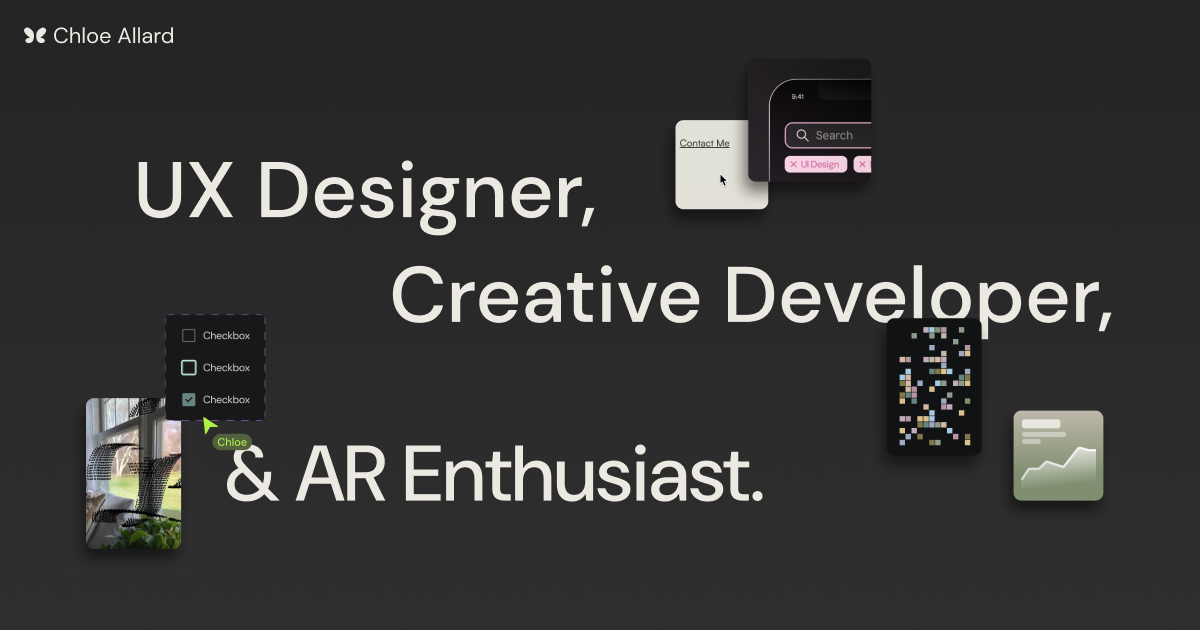 Chloe Allard
9:41
Search
Contact Me
UI Design
UX Designer,
Creative Developer,
Checkbox
Checkbox
Checkbox
Chloe
& AR Enthusiast.